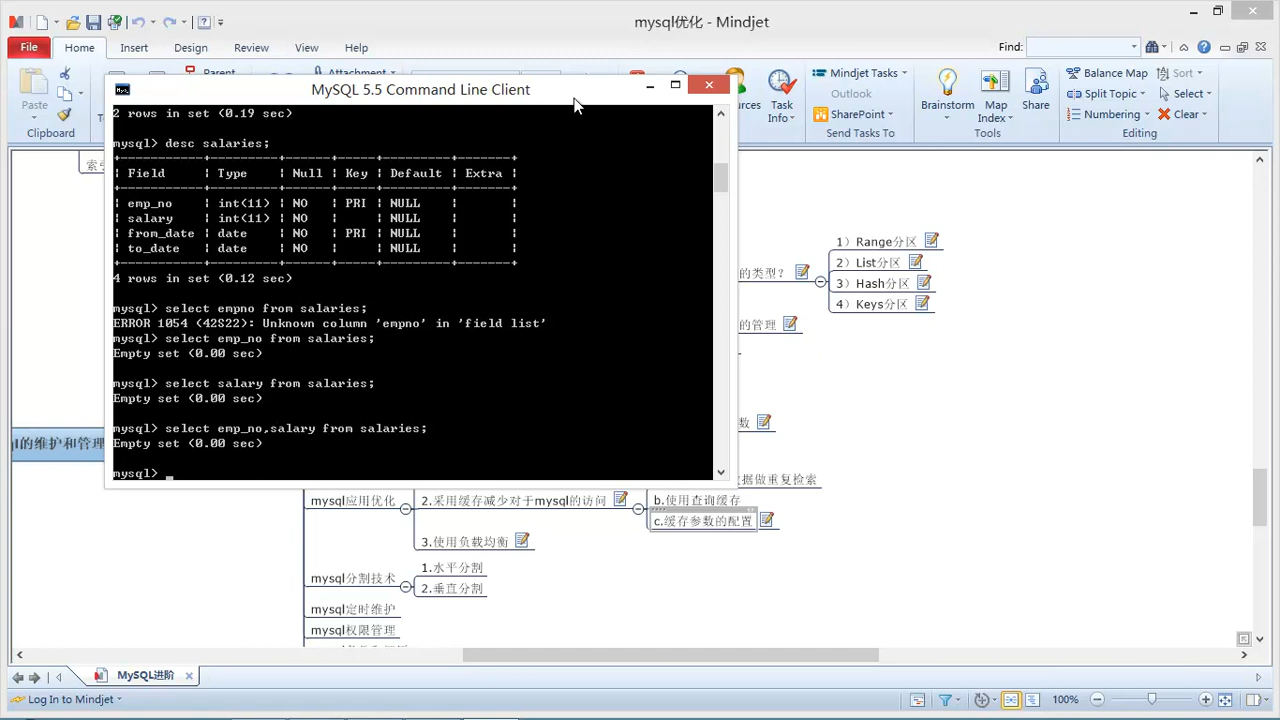 mysql优化 - Mindjet
File Home Insert Design Review View Help Find:
Paste
Clipboard
Parent
Attachment
Task
Info
Mindjet Tasks
Outlook
SharePoint
Brainstorm
Map
Index
Share
Tools
Balance Map
Split Topic
Numbering
Sort
Select
Clear
Editing
MySQL 5.5 Command Line Client
2 rows in set (0.19 sec)
mysql> desc salaries;
+------------+---------+------+-----+---------+-------+
| Field | Type | Null | Key | Default | Extra |
+------------+---------+------+-----+---------+-------+
| emp_no | int(11) | NO | PRI | NULL | |
| salary | int(11) | NO | | NULL | |
| from_date | date | NO | PRI | NULL | |
| to_date | date | NO | | NULL | |
+------------+---------+------+-----+---------+-------+
4 rows in set (0.12 sec)
mysql> select empno from salaries;
ERROR 1054 (42S22): Unknown column 'empno' in 'field list'
mysql> select emp_no from salaries;
Empty set (0.00 sec)
mysql> select salary from salaries;
Empty set (0.00 sec)
mysql> select emp_no,salary from salaries;
Empty set (0.00 sec)
mysql>
1）Range分区
2）List分区
3）Hash分区
4）Keys分区
的类型？
的管理
数
据做重复检索
的维护和管理
mysql应用优化
2.采用缓存减少对于mysql的访问
b.使用查询缓存
c.缓存参数的配置
3.使用负载均衡
mysql分割技术
1.水平分割
2.垂直分割
mysql定时维护
mysql权限管理
MySQL进阶
Log In to Mindjet
100%